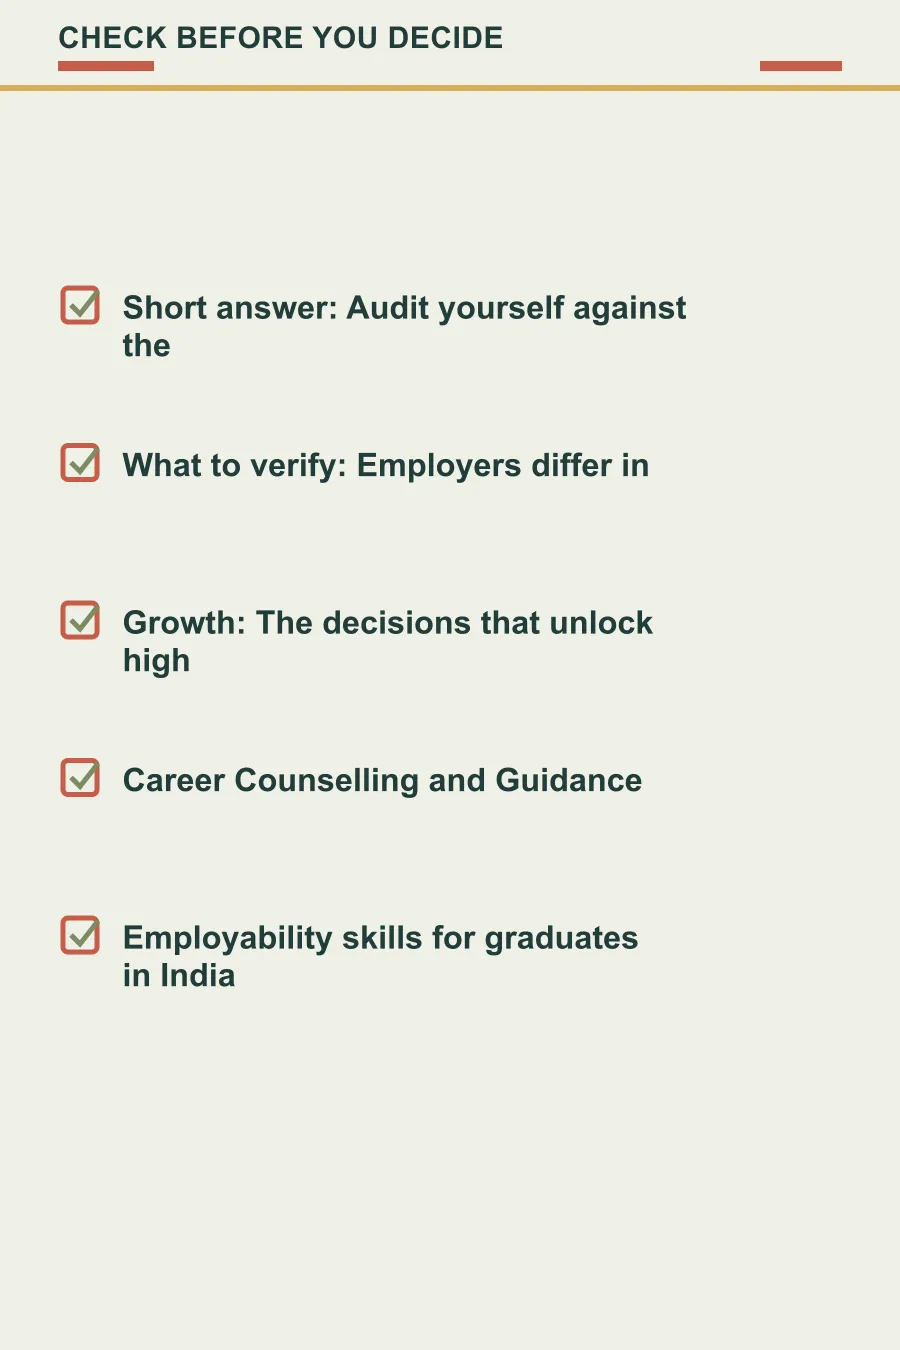 CHECK BEFORE YOU DECIDE
Short answer: Audit yourself against
the
What to verify: Employers differ in
Growth: The decisions that unlock
high
Career Counselling and Guidance
Employability skills for graduates
in India